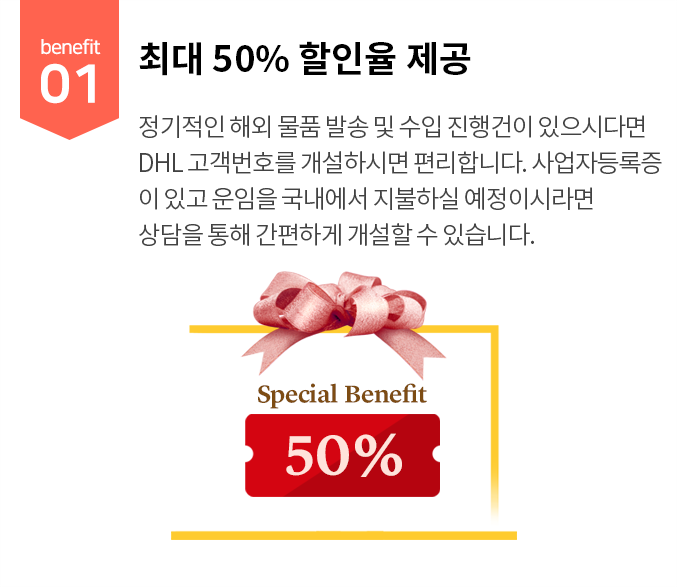 benefit
01
최대 50% 할인율 제공
정기적인 해외 물품 발송 및 수입 진행건이 있으시다면
DHL 고객번호를 개설하시면 편리합니다. 사업자등록증
이 있고 운임을 국내에서 지불하실 예정이시라면
상담을 통해 간편하게 개설할 수 있습니다.
Special Benefit
50%